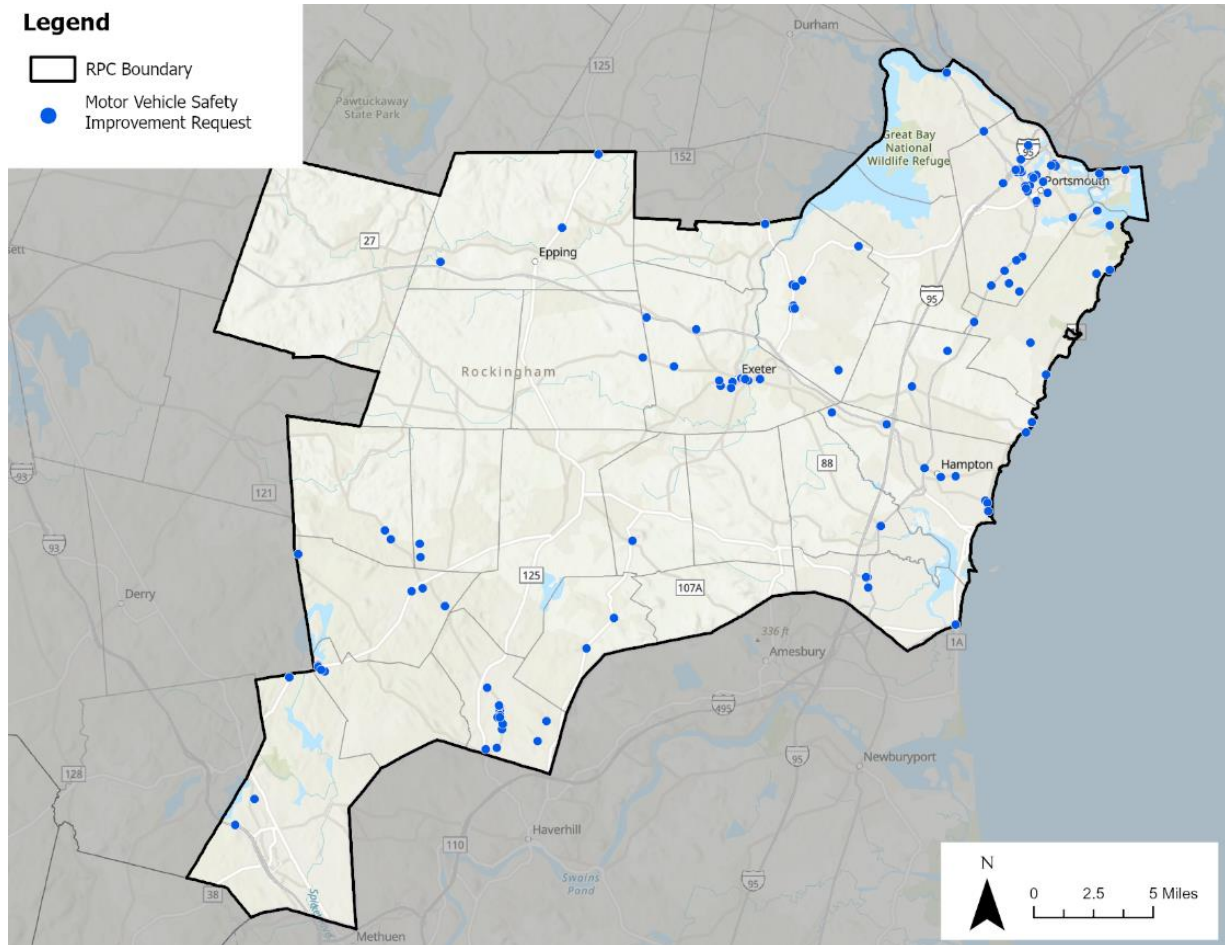 Legend
RPC Boundary
Motor Vehicle Safety
Improvement Request
Durham
125
Pawtuckaway
State Park
152
Great Bay
National
Wildlife Refuge
95
Portsmouth
27
Epping
95
Rockingham
Exeter
88
Hampton
93
121
93
Derry
125
107A
336 ft
Amesbury
1A
495
95
Newburyport
128
Haverhill
110
Swains
Pond
95
38
Methuen
N
0 2.5 5 Miles